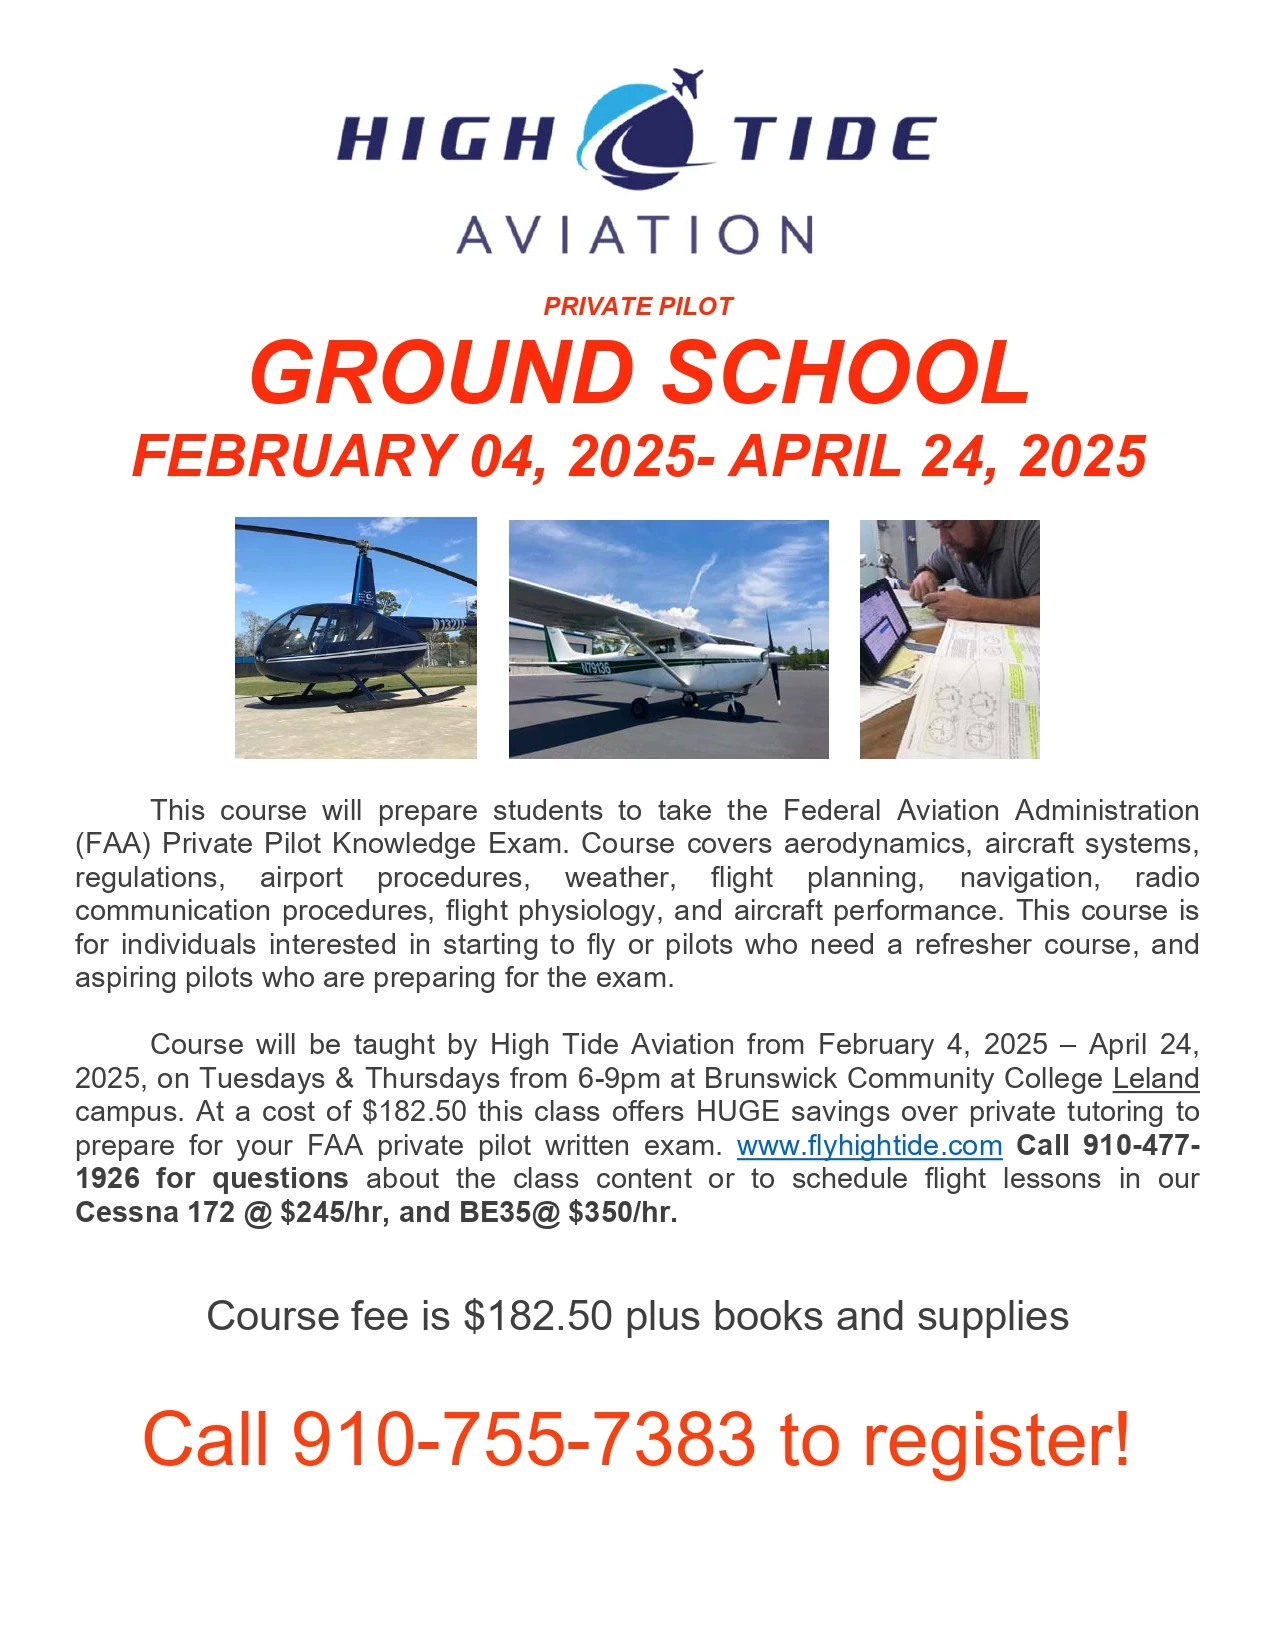 HIGH TIDE
AVIATION
PRIVATE PILOT
GROUND SCHOOL
FEBRUARY 04, 2025- APRIL 24, 2025
N79136
This course will prepare students to take the Federal Aviation Administration
(FAA) Private Pilot Knowledge Exam. Course covers aerodynamics, aircraft systems,
regulations, airport procedures, weather, flight planning, navigation, radio
communication procedures, flight physiology, and aircraft performance. This course is
for individuals interested in starting to fly or pilots who need a refresher course, and
aspiring pilots who are preparing for the exam.
Course will be taught by High Tide Aviation from February 4, 2025 – April 24,
2025, on Tuesdays & Thursdays from 6-9pm at Brunswick Community College Leland
campus. At a cost of $182.50 this class offers HUGE savings over private tutoring to
prepare for your FAA private pilot written exam. www.flyhightide.com Call 910-477-
1926 for questions about the class content or to schedule flight lessons in our
Cessna 172 @ $245/hr, and BE35@ $350/hr.
Course fee is $182.50 plus books and supplies
Call 910-755-7383 to register!